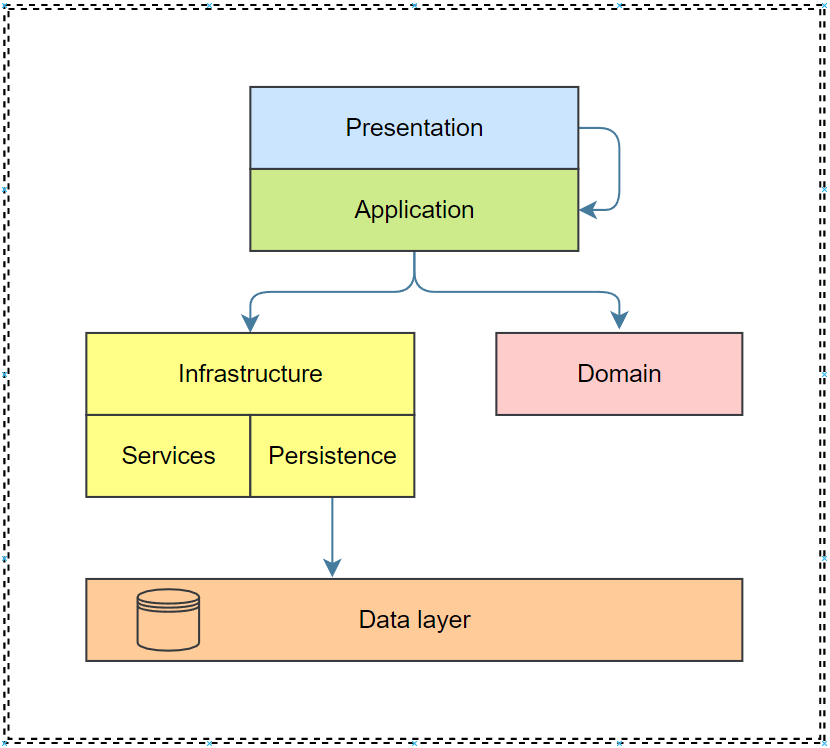 Presentation
Application
Infrastructure
Domain
Services
Persistence
Data layer